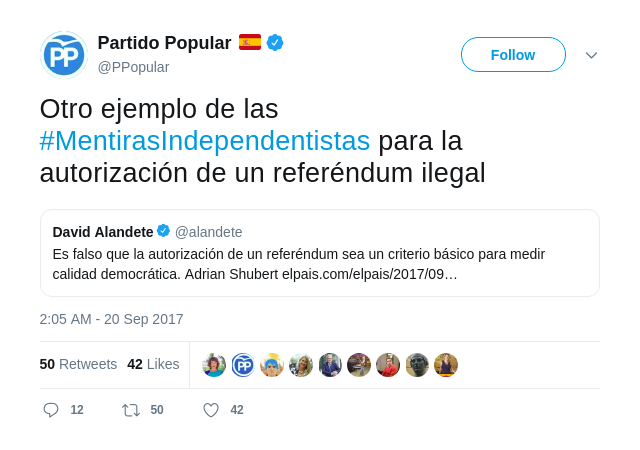 Partido Popular
@PPopular
Follow
Otro ejemplo de las
#MentirasIndependentistas para la
autorización de un referéndum ilegal
David Alandete @alandete
Es falso que la autorización de un referéndum sea un criterio básico para medir
calidad democrática. Adrian Shubert elpais.com/elpais/2017/09…
2:05 AM - 20 Sep 2017
50 Retweets 42 Likes
12 50 42